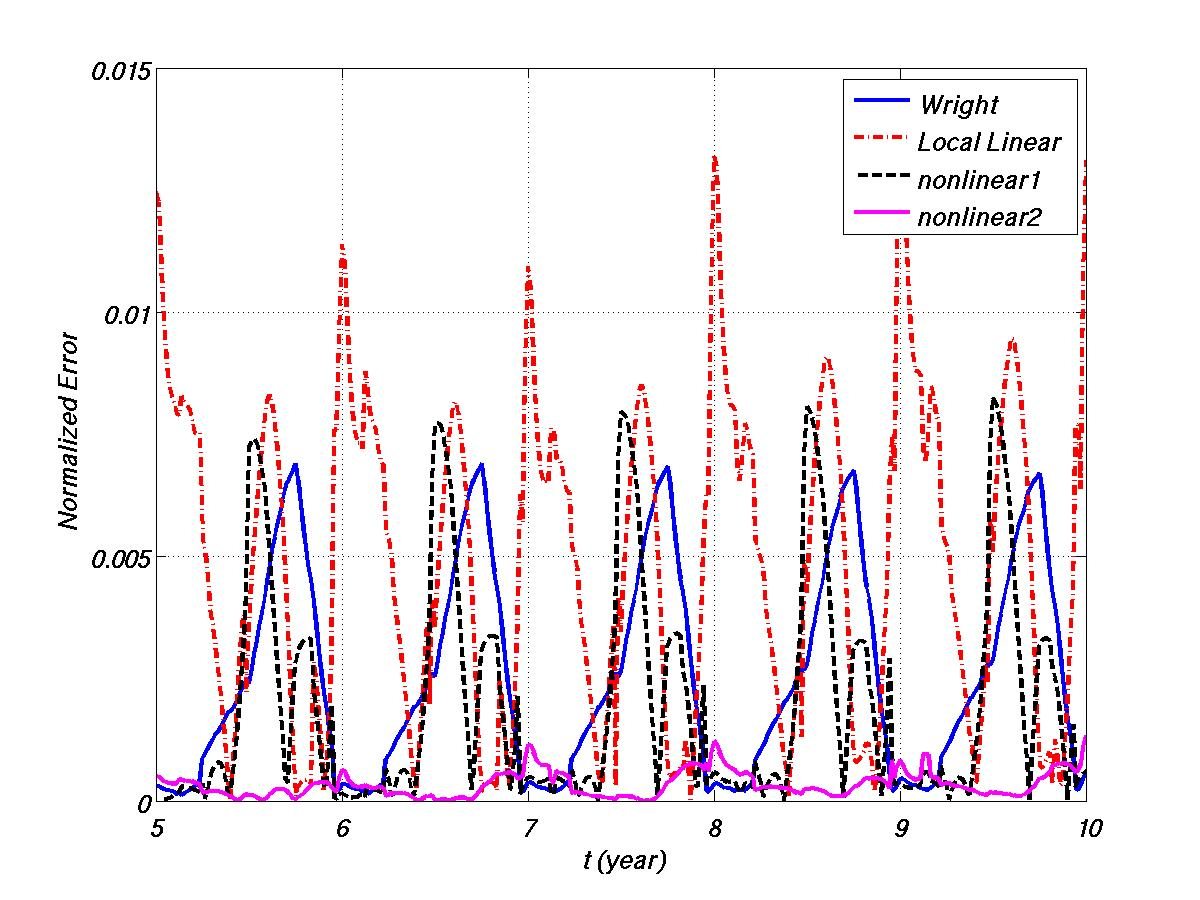 0.015
0.01
0.005
0
Normalized Error
Wright
Local Linear
nonlinear1
nonlinear2
5 6 7 8 9 10
t (year)